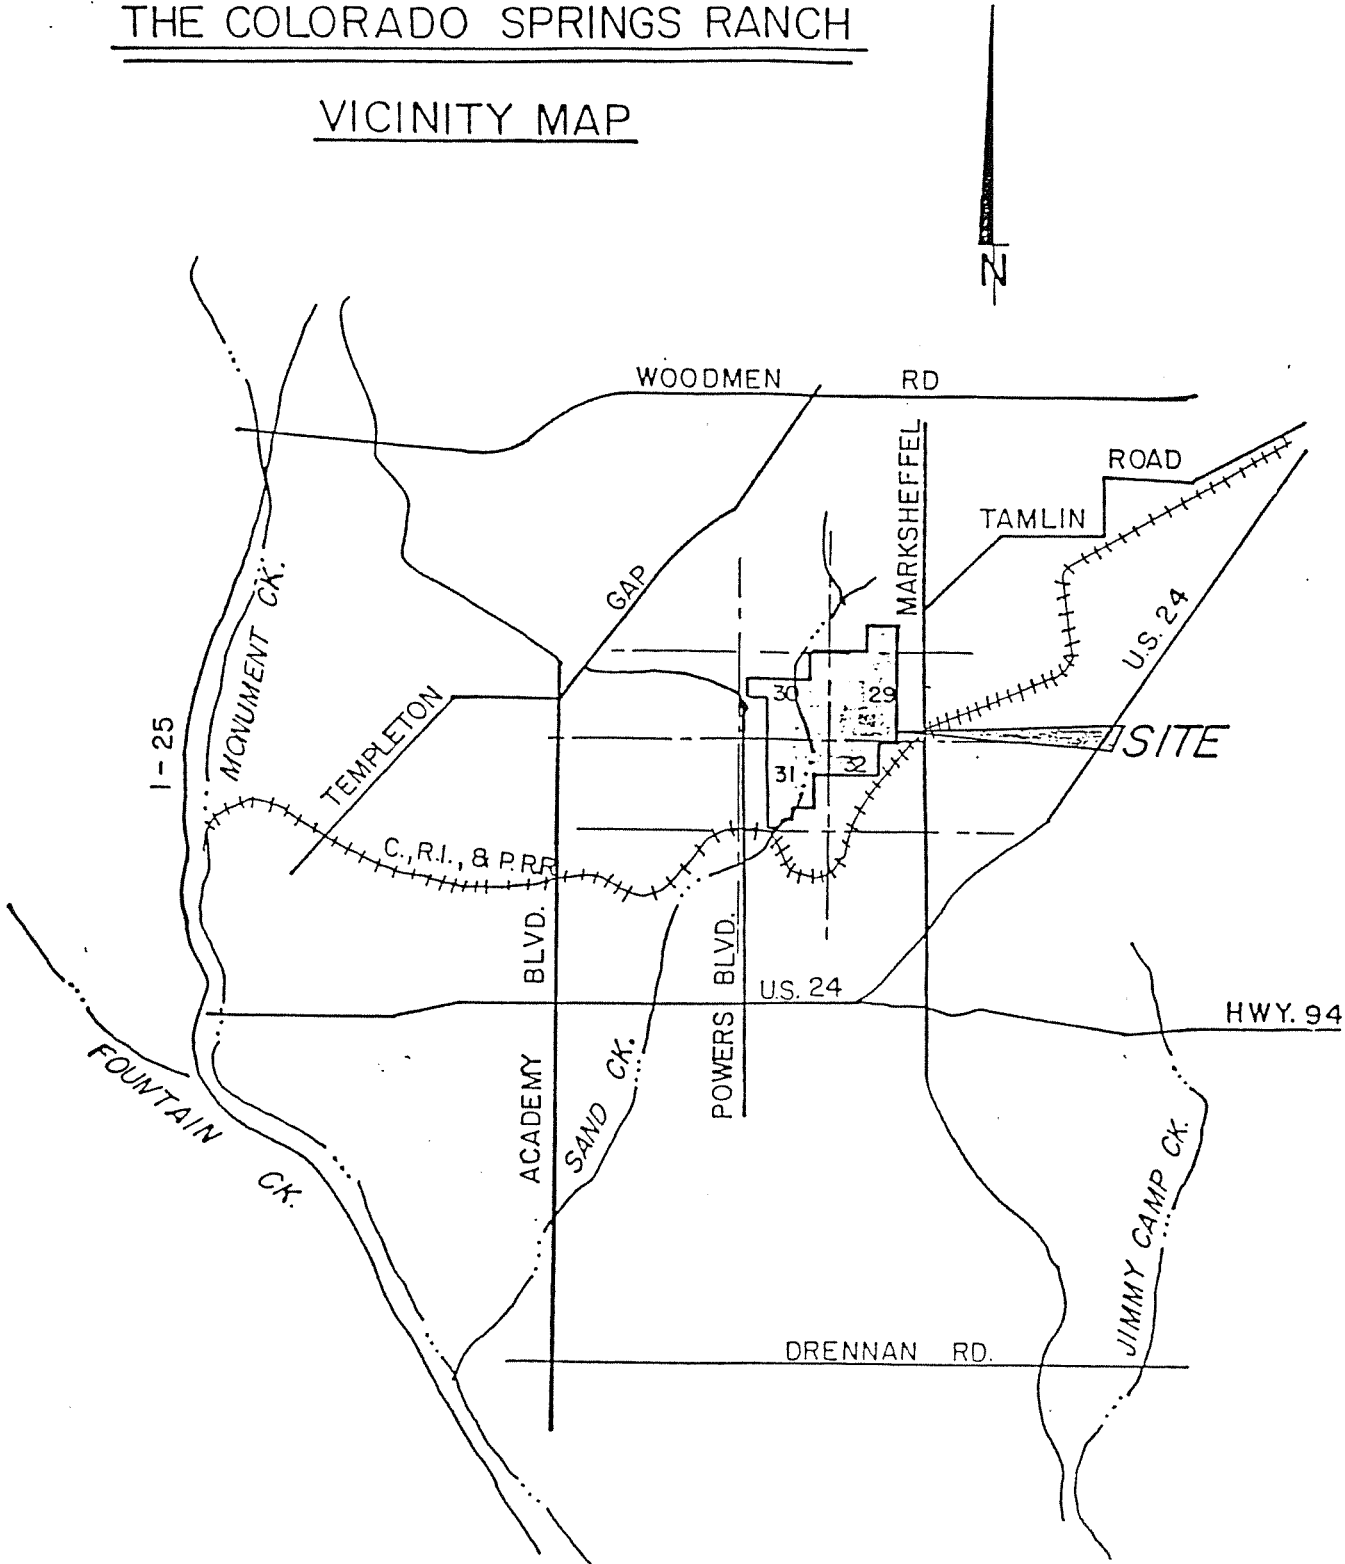 THE COLORADO SPRINGS RANCH
VICINITY MAP
N
WOODMEN RD
MARKSHEFFEL
ROAD
TAMLIN
GAP
MONUMENT CK.
U.S. 24
30
29
TEMPLETON
I-25
SITE
31
32
C., R.I., & P. R.R.
BLVD.
POWERS BLVD.
U.S. 24
HWY. 94
FOUNTAIN CK.
ACADEMY
SAND CK.
JIMMY CAMP CK.
DRENNAN RD.